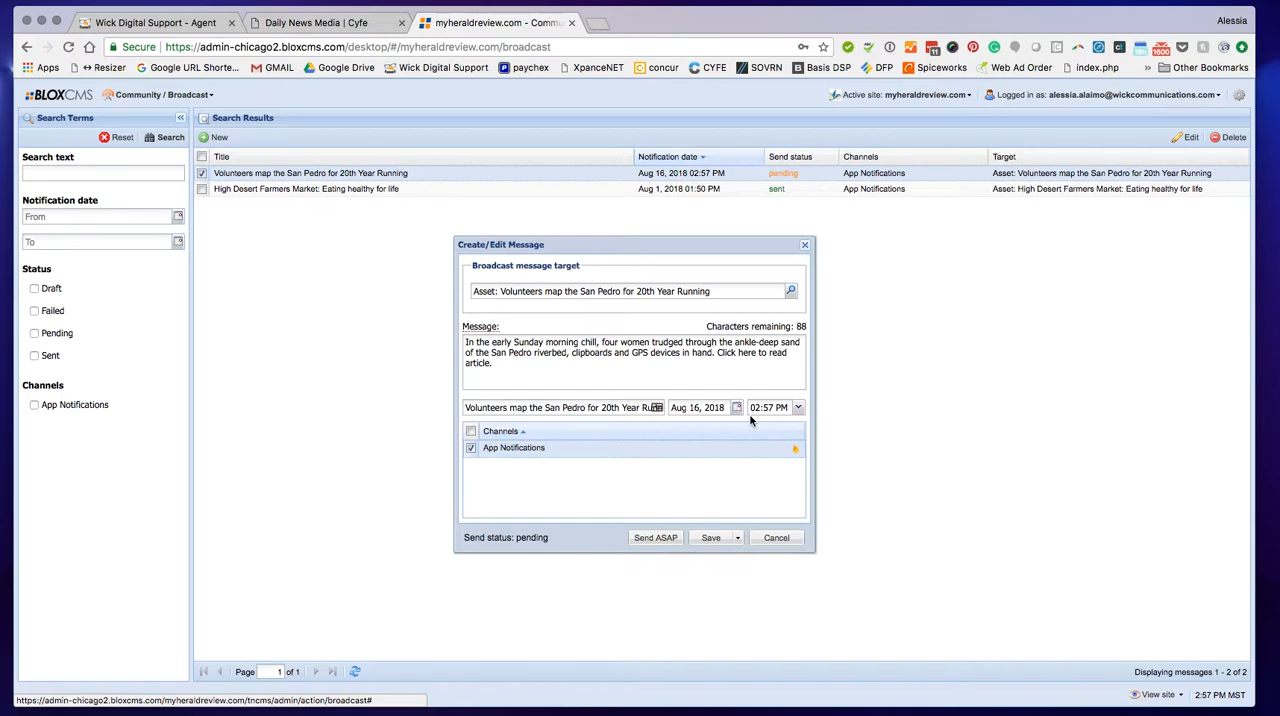 Wick Digital Support - Agent
Daily News Media | Cyfe
myheraldreview.com - Commu
Alessia
Secure | https://admin-chicago2.bloxcms.com/desktop/#/myheraldreview.com/broadcast
Apps ↔ Resizer Google URL Shorte... GMAIL Google Drive Wick Digital Support paychex XpanceNET concur CYFE SOVRN Basis DSP DFP Spiceworks Web Ad Order index.php Other Bookmarks
BLOXCMS Community / Broadcast Active site: myheraldreview.com Logged in as: alessia.alaimo@wickcommunications.com
Search Terms
Reset Search
Search text
Notification date
From
To
Status
Draft
Failed
Pending
Sent
Channels
App Notifications
Search Results
New Edit Delete
Title Notification date Send status Channels Target
Volunteers map the San Pedro for 20th Year Running Aug 16, 2018 02:57 PM pending App Notifications Asset: Volunteers map the San Pedro for 20th Year Running
High Desert Farmers Market: Eating healthy for life Aug 1, 2018 01:50 PM sent App Notifications Asset: High Desert Farmers Market: Eating healthy for life
Create/Edit Message
Broadcast message target
Asset: Volunteers map the San Pedro for 20th Year Running
Message: Characters remaining: 88
In the early Sunday morning chill, four women trudged through the ankle-deep sand
of the San Pedro riverbed, clipboards and GPS devices in hand. Click here to read
article.
Volunteers map the San Pedro for 20th Year Aug 16, 2018 02:57 PM
Channels
App Notifications
Send status: pending Send ASAP Save Cancel
Page 1 of 1 Displaying messages 1 - 2 of 2
https://admin-chicago2.bloxcms.com/myheraldreview.com/tncms/admin/action/broadcast#
View site 2:57 PM MST